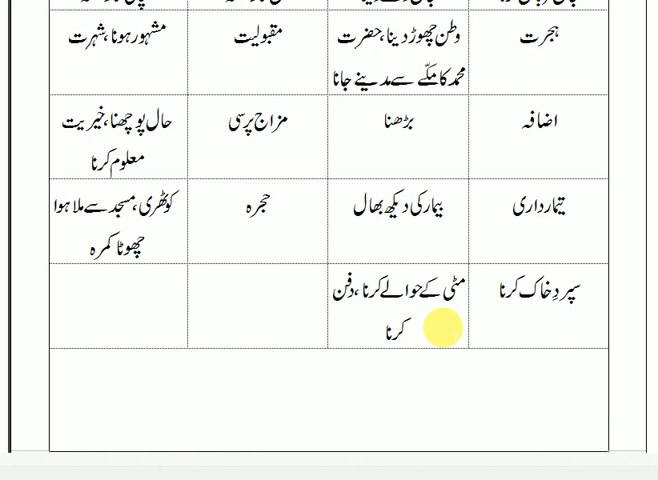 ہجرت
وطن چھوڑ دینا، حضرت
محمدؐ کا مکّے سے مدینے جانا
مقبولیت
مشہور ہونا، شہرت
اضافہ
بڑھنا
مزاج پرسی
حال پوچھنا، خیریت
معلوم کرنا
تیمارداری
بیمار کی دیکھ بھال
حجرہ
کوٹھری، مسجد سے ملا ہوا
چھوٹا کمرہ
سپردِ خاک کرنا
مٹی کے حوالے کرنا، دفن
کرنا